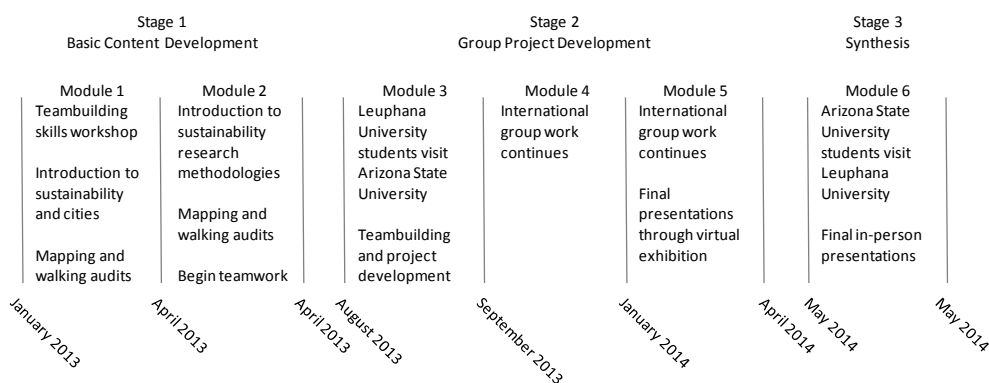 Stage 1
Basic Content Development
Stage 2
Group Project Development
Stage 3
Synthesis
Module 1
Teambuilding
skills workshop
Introduction to
sustainability
and cities
Mapping and
walking audits
Module 2
Introduction to
sustainability
research
methodologies
Mapping and
walking audits
Begin teamwork
Module 3
Leuphana
University
students visit
Arizona State
University
Teambuilding
and project
development
Module 4
International
group work
continues
Module 5
International
group work
continues
Final
presentations
through virtual
exhibition
Module 6
Arizona State
University
students visit
Leuphana
University
Final in-person
presentations
January 2013
April 2013
April 2013
August 2013
September 2013
January 2014
April 2014
May 2014
May 2014